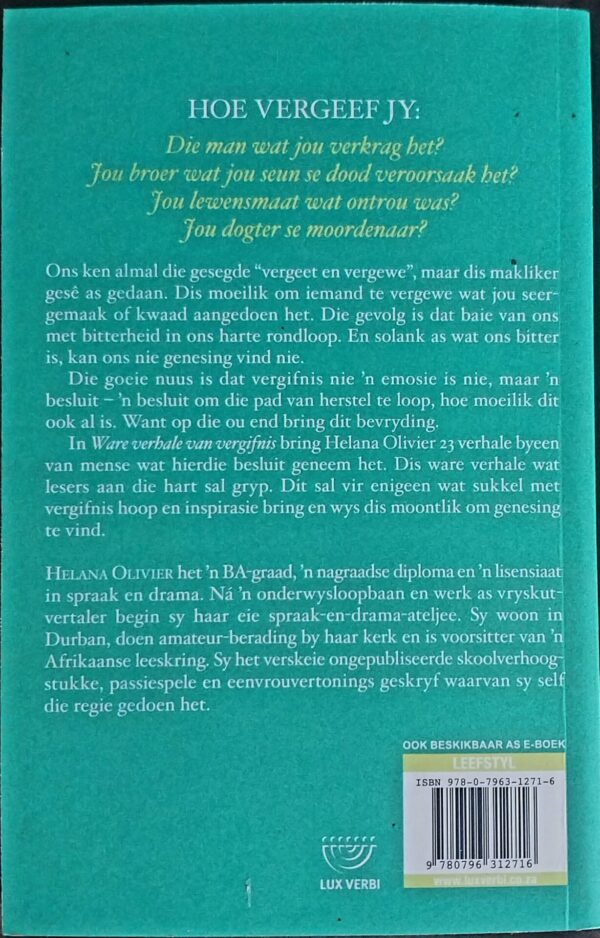 HOE VERGEEF JY:
Die man wat jou verkrag het?
Jou broer wat jou seun se dood veroorsaak het?
Jou lewensmaat wat ontrou was?
Jou dogter se moordenaar?
Ons ken almal die gesegde “vergeet en vergewe”, maar dis makliker
gesê as gedaan. Dis moeilik om iemand te vergewe wat jou seer-
gemaak of kwaad aangedoen het. Die gevolg is dat baie van ons
met bitterheid in ons harte rondloop. En solank as wat ons bitter
is, kan ons nie genesing vind nie.
Die goeie nuus is dat vergifnis nie ’n emosie is nie, maar ’n
besluit – ’n besluit om die pad van herstel te loop, hoe moeilik dit
ook al is. Want op die ou end bring dit bevryding.
In Ware verhale van vergifnis bring Helana Olivier 23 verhale byeen
van mense wat hierdie besluit geneem het. Dis ware verhale wat
lesers aan die hart sal gryp. Dit sal vir enigeen wat sukkel met
vergifnis hoop en inspirasie bring en wys dis moontlik om genesing
te vind.
HELANA OLIVIER het ’n BA-graad, ’n nagraadse diploma en ’n lisensiaat
in spraak en drama. Ná ’n onderwysloopbaan en werk as vryskut-
vertaler begin sy haar eie spraak-en-drama-ateljee. Sy woon in
Durban, doen amateur-berading by haar kerk en is voorsitter van ’n
Afrikaanse leeskring. Sy het verskeie ongepubliseerde skoolverhoog-
stukke, passiespele en eenvrouvertonings geskryf waarvan sy self
die regie gedoen het.
OOK BESKIKBAAR AS E-BOEK
LEEFSTYL
ISBN 978-0-7963-1271-6
9 780796 312716
www.luxverbi.co.za
LUX VERBI